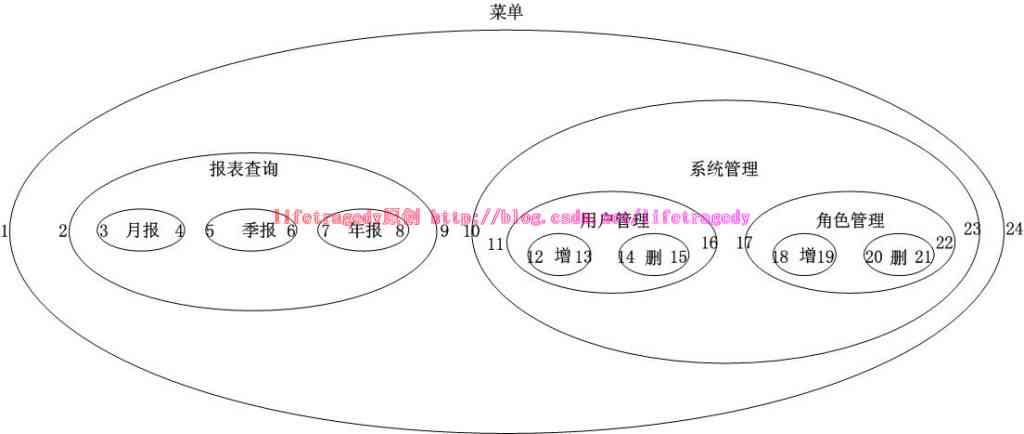 菜单
报表查询
系统管理
lifetragedy原创 http://blog.csdn.net/lifetragedy
用户管理
角色管理
1 2 3 月报 4 5 季报 6 7 年报 8 9 10 11 16 17 22 23 24
12 增 13 14 删 15 18 增 19 20 删 21